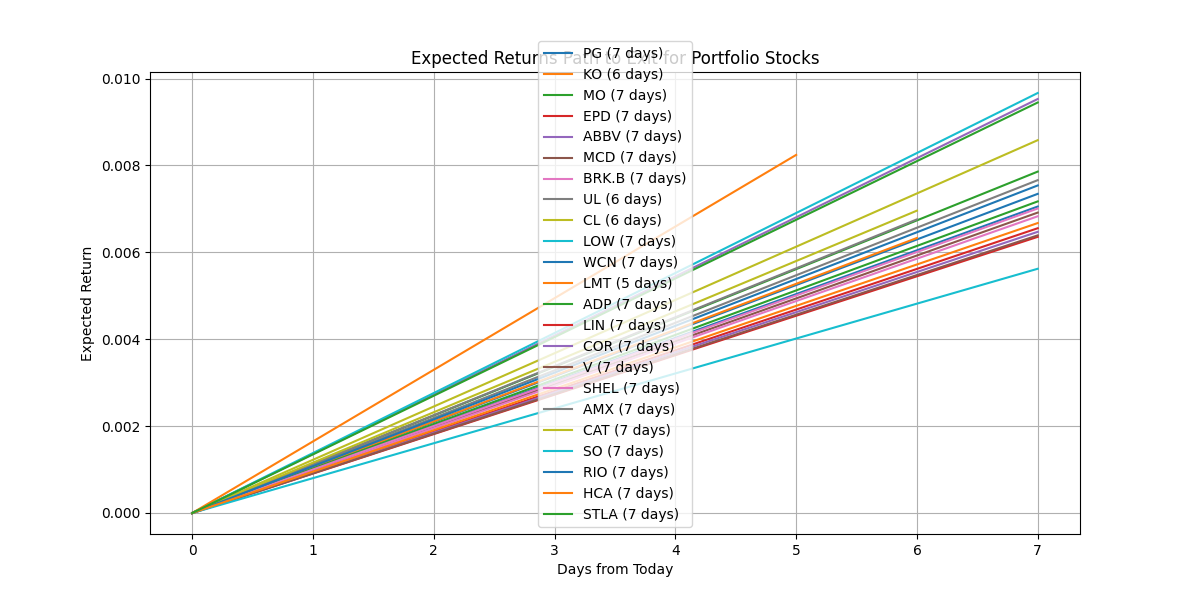 Expected Returns Path to Exit for Portfolio Stocks
PG (7 days)
KO (6 days)
MO (7 days)
EPD (7 days)
ABBV (7 days)
MCD (7 days)
BRK.B (7 days)
UL (6 days)
CL (6 days)
LOW (7 days)
WCN (7 days)
LMT (5 days)
ADP (7 days)
LIN (7 days)
COR (7 days)
V (7 days)
SHEL (7 days)
AMX (7 days)
CAT (7 days)
SO (7 days)
RIO (7 days)
HCA (7 days)
STLA (7 days)
0.010
0.008
0.006
0.004
0.002
0.000
Expected Return
0 1 2 3 4 5 6 7
Days from Today